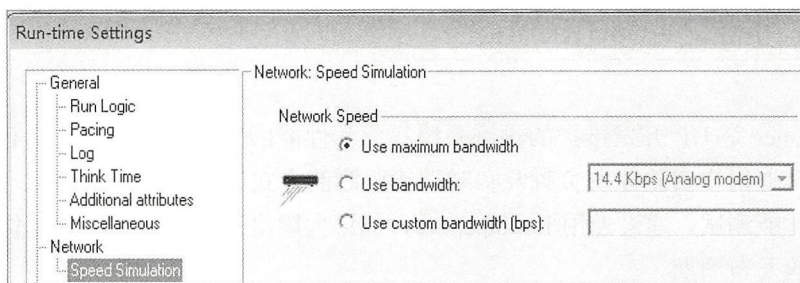 Run-time Settings
General
Run Logic
Pacing
Log
Think Time
Additional attributes
Miscellaneous
Network
Speed Simulation
Network: Speed Simulation
Network Speed
Use maximum bandwidth
Use bandwidth:
14.4 Kbps (Analog modem)
Use custom bandwidth (bps):